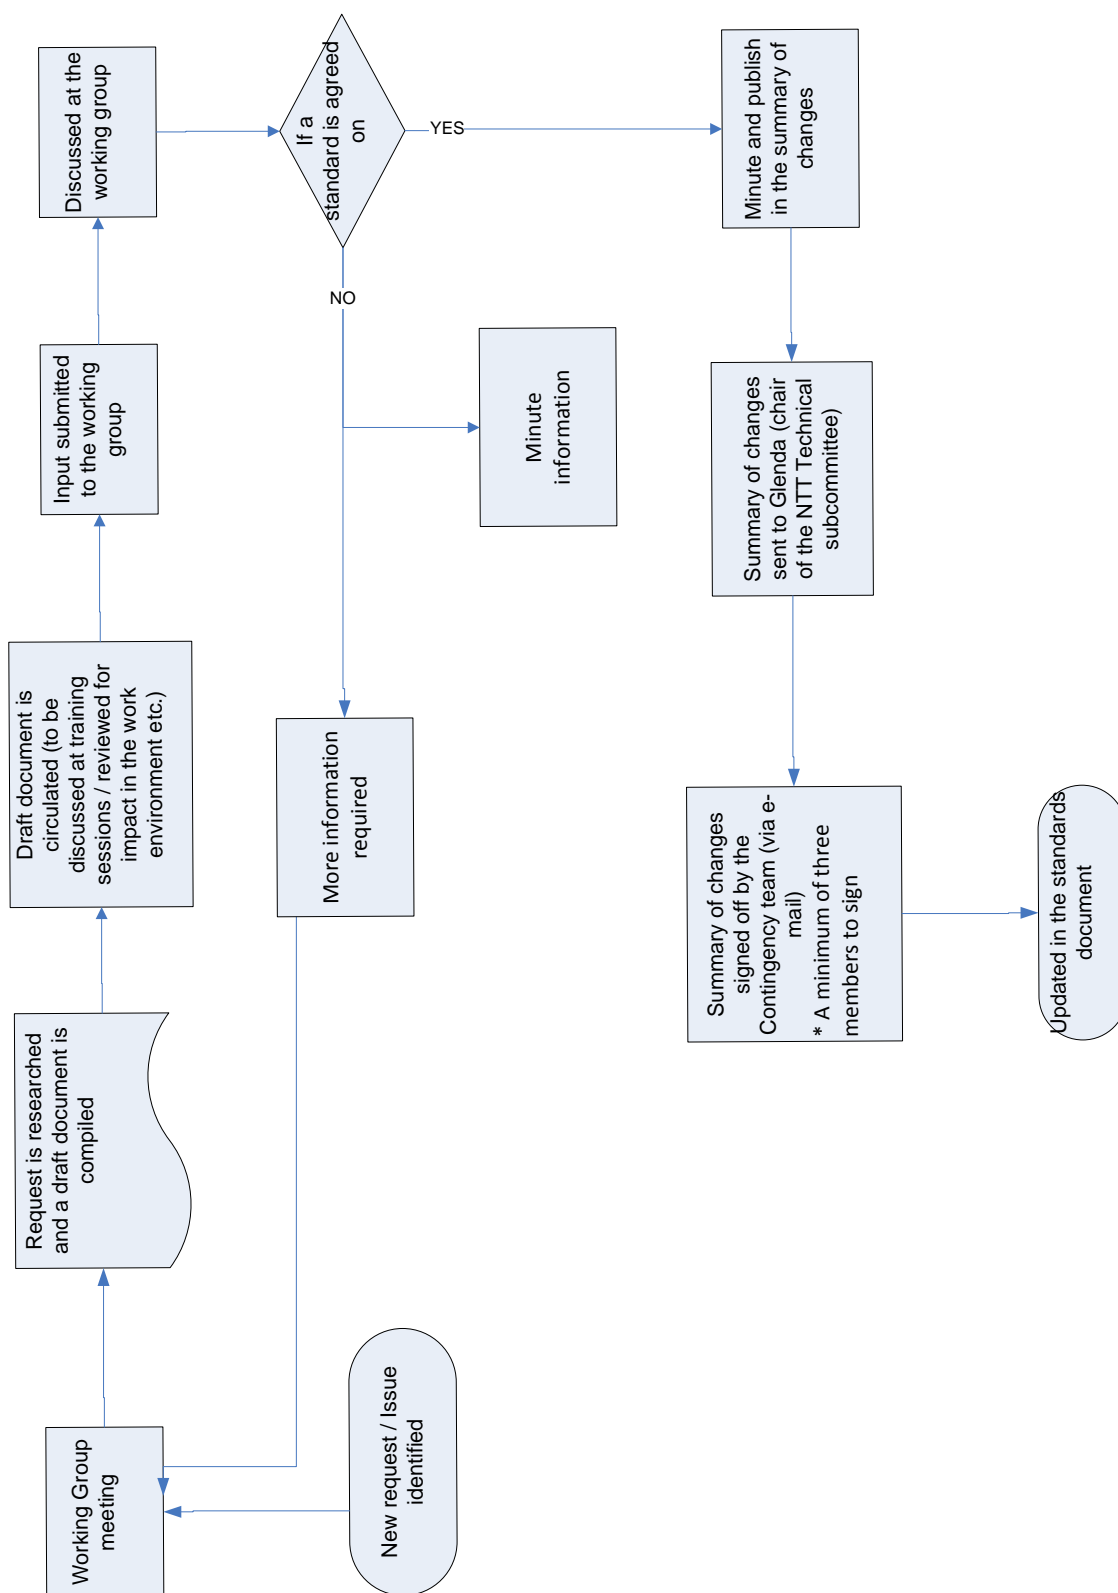 New request / Issue
identified
Working Group
meeting
Request is researched
and a draft document is
compiled
Draft document is
circulated (to be
discussed at training
sessions / reviewed for
impact in the work
environment etc.)
Input submitted
to the working
group
Discussed at the
working group
If a
standard is agreed
on
NO
YES
More information
required
Minute
information
Minute and publish
in the summary of
changes
Summary of changes
sent to Glenda (chair
of the NTT Technical
subcommittee)
Summary of changes
signed off by the
Contingency team (via e-
mail)
* A minimum of three
members to sign
Updated in the standards
document